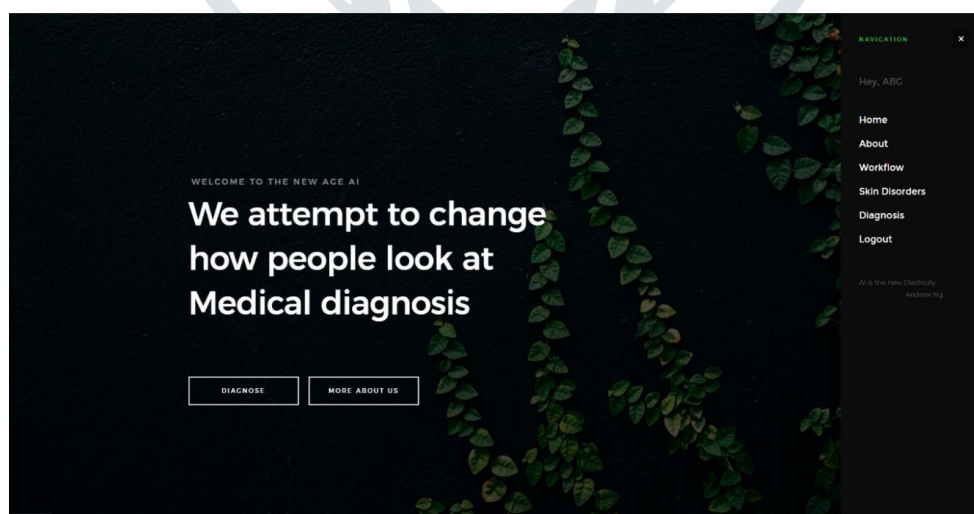 WELCOME TO THE NEW AGE AI
We attempt to change
how people look at
Medical diagnosis
DIAGNOSE
MORE ABOUT US
NAVIGATION
×
Hey, ABG
Home
About
Workflow
Skin Disorders
Diagnosis
Logout
AI is the new Electricity
- Andrew Ng